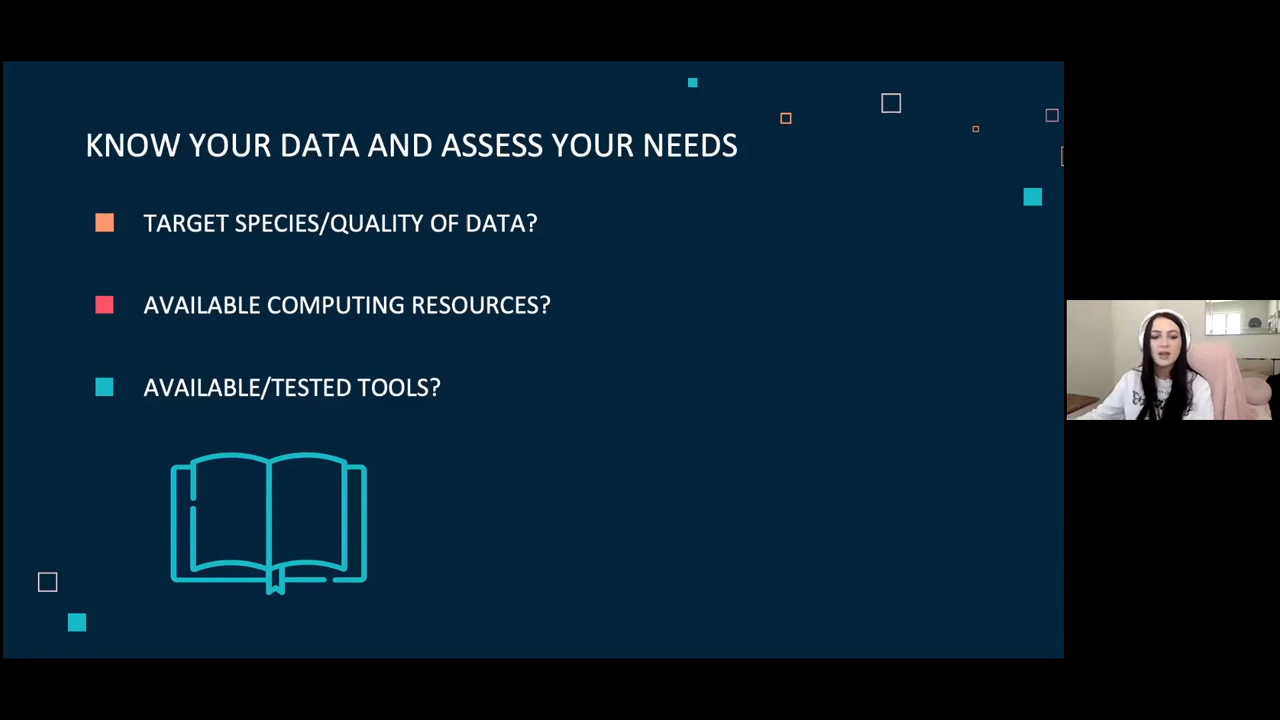 KNOW YOUR DATA AND ASSESS YOUR NEEDS
TARGET SPECIES/QUALITY OF DATA?
AVAILABLE COMPUTING RESOURCES?
AVAILABLE/TESTED TOOLS?